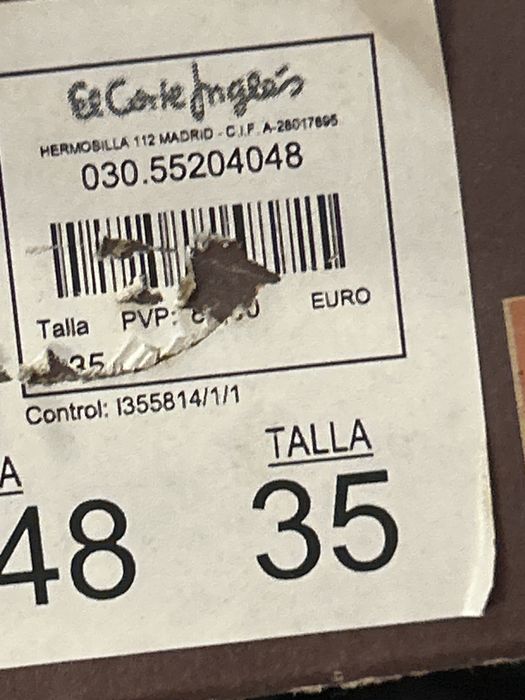 El Corte Inglés
HERMOSILLA 112 MADRID - C.I.F. A-28017895
030.55204048
Talla PVP: EURO
35
Control: I355814/1/1
A TALLA
48 35